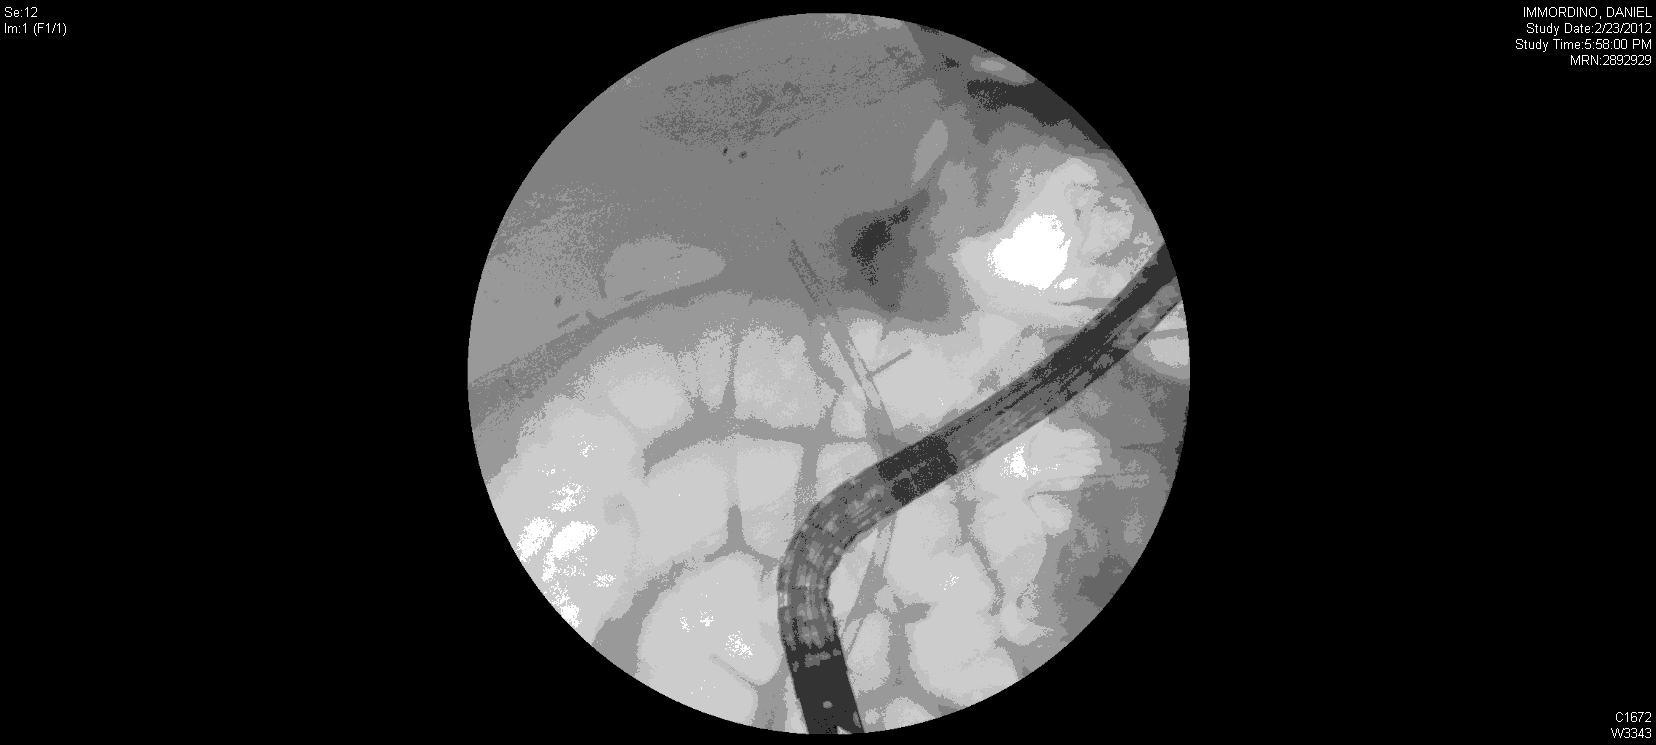 Se:12
Im:1 (F1/1)
IMMORDINO, DANIEL
Study Date:2/23/2012
Study Time:5:58:00 PM
MRN:2892929
C1672
W3343